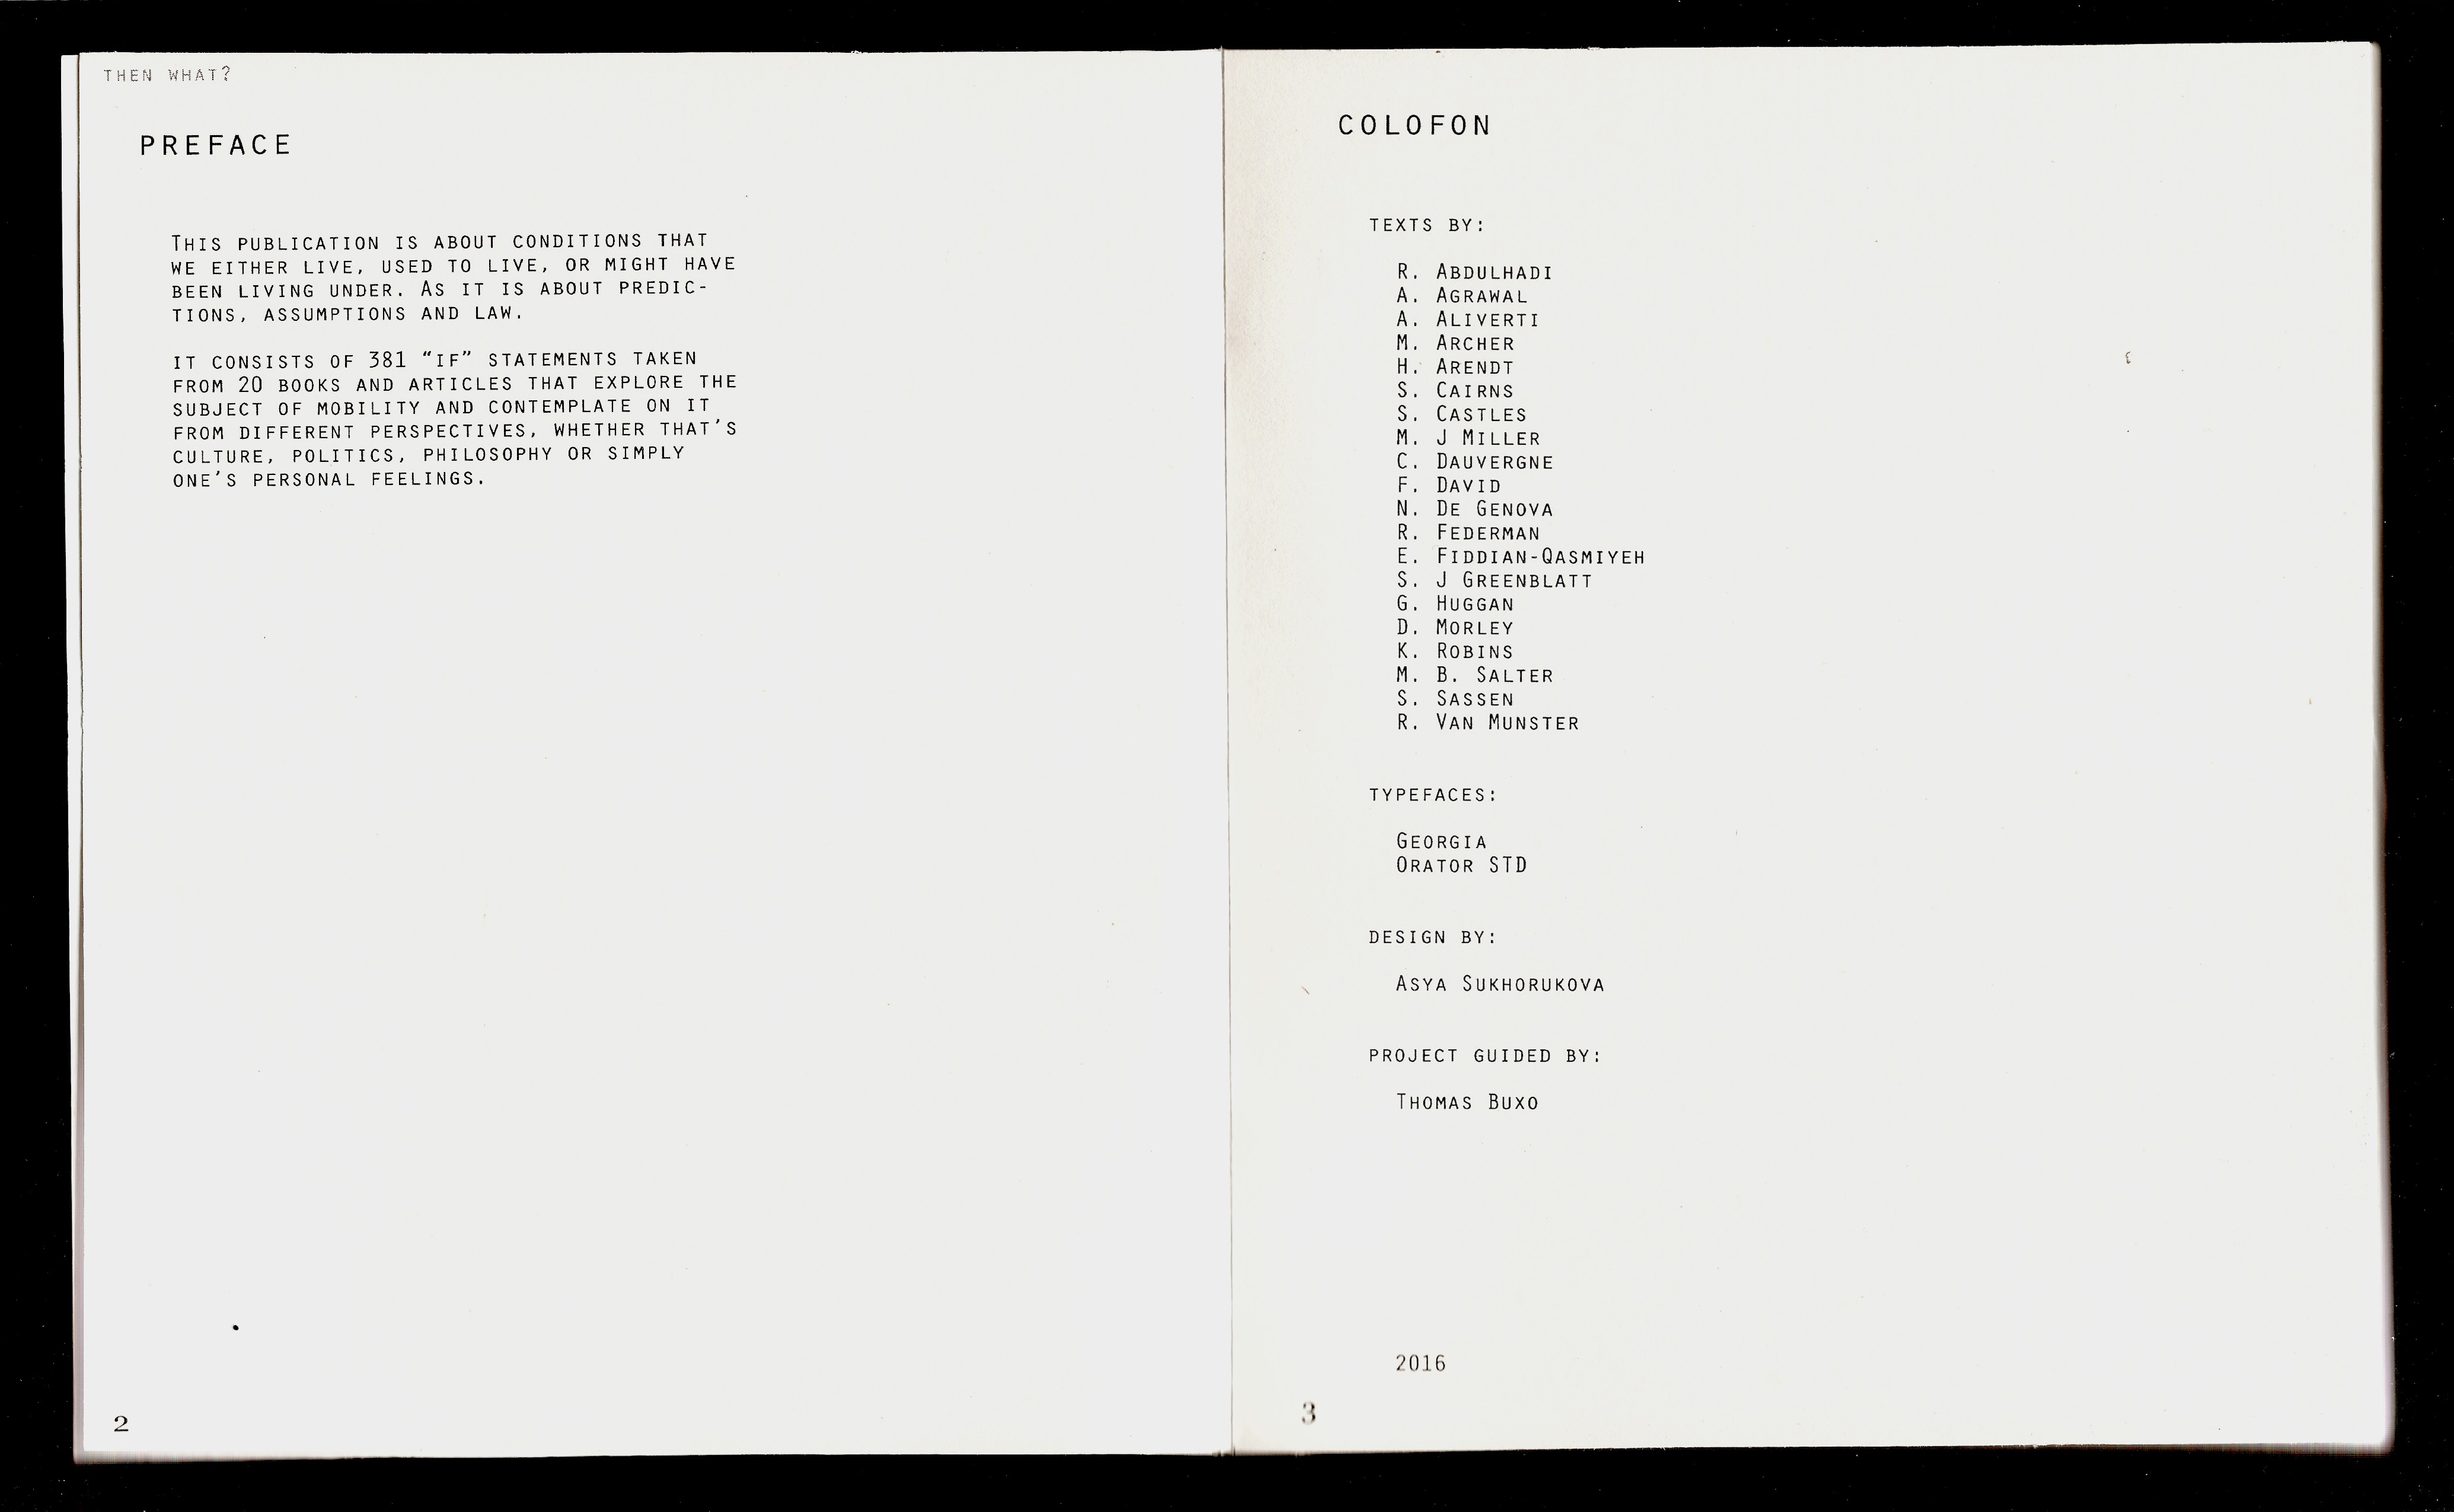 THEN WHAT?
PREFACE
THIS PUBLICATION IS ABOUT CONDITIONS THAT
WE EITHER LIVE, USED TO LIVE, OR MIGHT HAVE
BEEN LIVING UNDER. AS IT IS ABOUT PREDIC-
TIONS, ASSUMPTIONS AND LAW.
IT CONSISTS OF 381 “IF” STATEMENTS TAKEN
FROM 20 BOOKS AND ARTICLES THAT EXPLORE THE
SUBJECT OF MOBILITY AND CONTEMPLATE ON IT
FROM DIFFERENT PERSPECTIVES, WHETHER THAT’S
CULTURE, POLITICS, PHILOSOPHY OR SIMPLY
ONE’S PERSONAL FEELINGS.
2
COLOFON
TEXTS BY:
R. ABDULHADI
A. AGRAWAL
A. ALIVERTI
M. ARCHER
H. ARENDT
S. CAIRNS
S. CASTLES
M. J MILLER
C. DAUVERGNE
F. DAVID
N. DE GENOVA
R. FEDERMAN
E. FIDDIAN-QASMIYEH
S. J GREENBLATT
G. HUGGAN
D. MORLEY
K. ROBINS
M. B. SALTER
S. SASSEN
R. VAN MUNSTER
TYPEFACES:
GEORGIA
ORATOR STD
DESIGN BY:
ASYA SUKHORUKOVA
PROJECT GUIDED BY:
THOMAS BUXO
2016
3